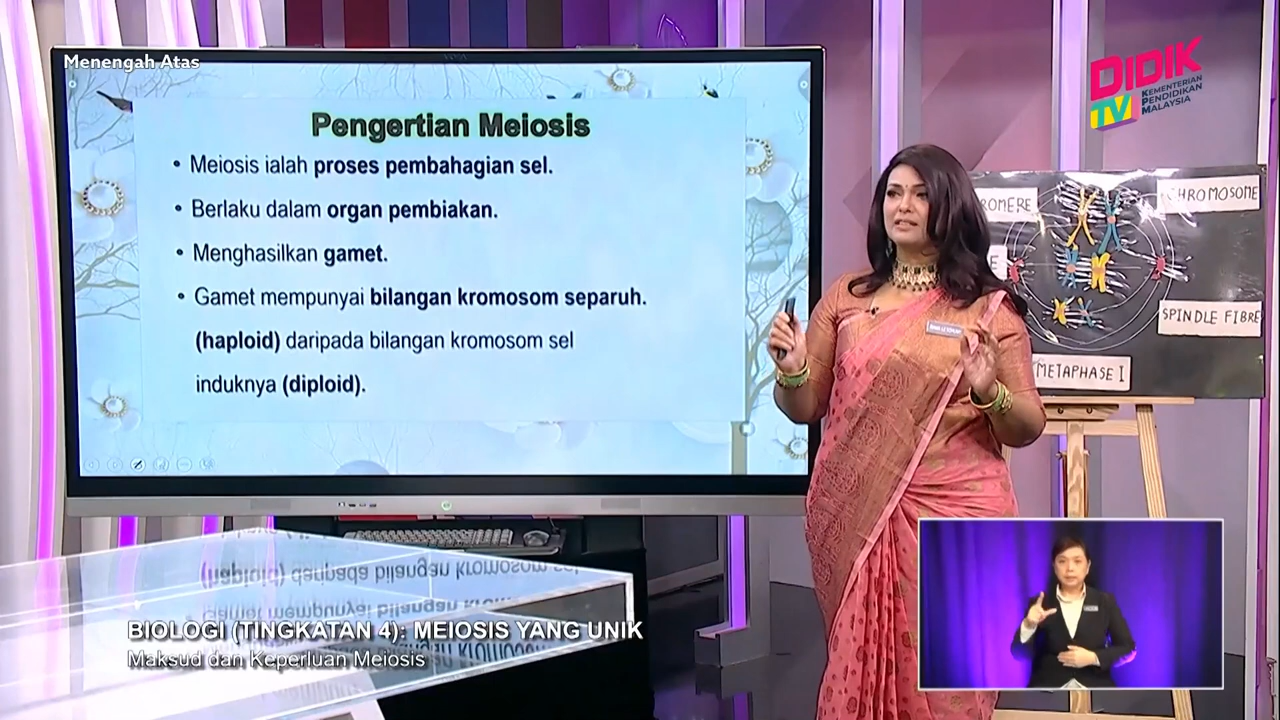 Menengah Atas
DIDIK
TV
KEMENTERIAN
PENDIDIKAN
MALAYSIA
Pengertian Meiosis
• Meiosis ialah proses pembahagian sel.
• Berlaku dalam organ pembiakan.
• Menghasilkan gamet.
• Gamet mempunyai bilangan kromosom separuh.
(haploid) daripada bilangan kromosom sel
induknya (diploid).
ROMERE
CHROMOSOME
E
SPINDLE FIBRE
METAPHASE I
BIOLOGI (TINGKATAN 4): MEIOSIS YANG UNIK
Maksud dan Keperluan Meiosis